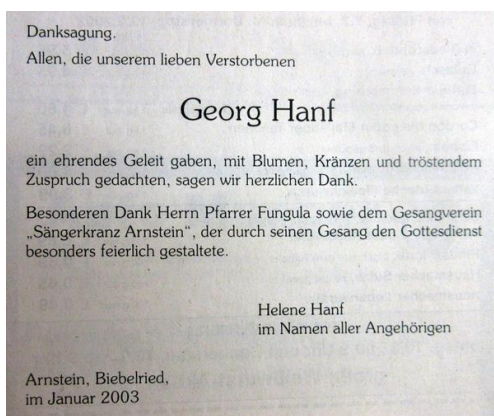 Danksagung.
Allen, die unserem lieben Verstorbenen
Georg Hanf
ein ehrendes Geleit gaben, mit Blumen, Kränzen und tröstendem
Zuspruch gedachten, sagen wir herzlichen Dank.
Besonderen Dank Herrn Pfarrer Fungula sowie dem Gesangverein
„Sängerkranz Arnstein“, der durch seinen Gesang den Gottesdienst
besonders feierlich gestaltete.
Helene Hanf
im Namen aller Angehörigen
Arnstein, Biebelried,
im Januar 2003